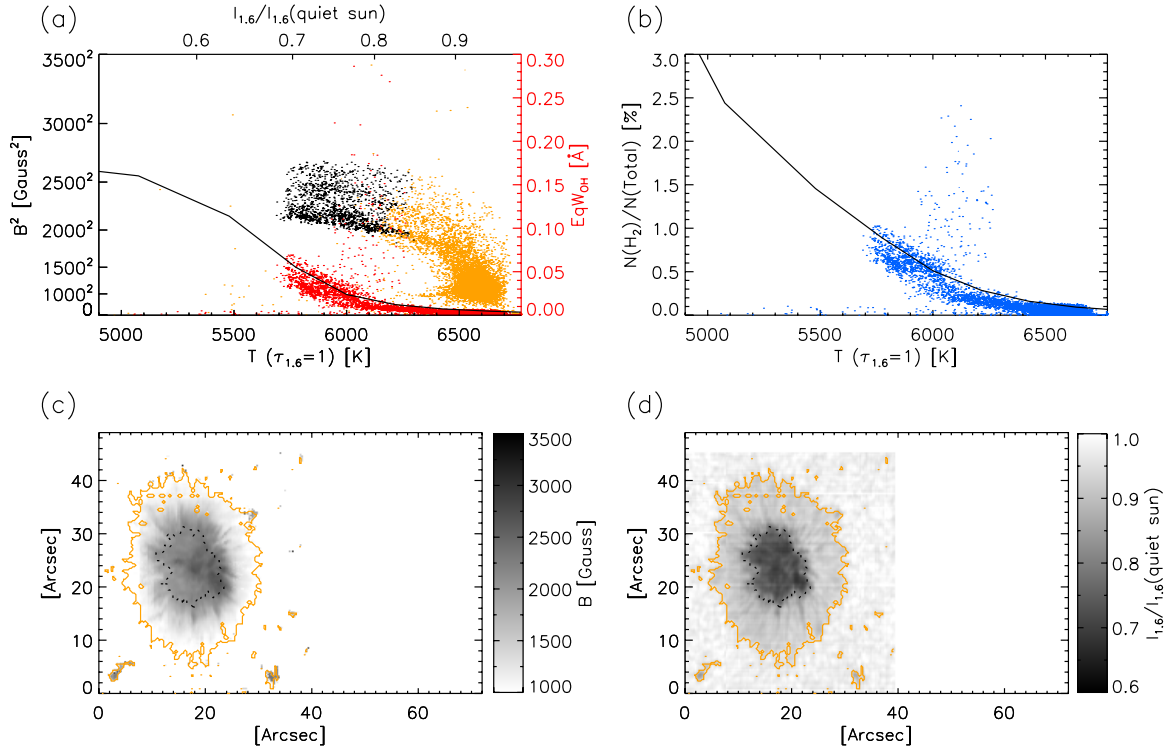 (a)
I1.6/I1.6(quiet sun)
0.6 0.7 0.8 0.9
3500²
3000²
2500²
2000²
1500²
1000²
0
B² [Gauss²]
0.30
0.25
0.20
0.15
0.10
0.05
0.00
EqW_OH [Å]
5000 5500 6000 6500
T (τ1.6=1) [K]
(b)
3.0
2.5
2.0
1.5
1.0
0.5
0.0
N(H₂)/N(Total) [%]
5000 5500 6000 6500
T (τ1.6=1) [K]
(c)
40
30
20
10
0
[Arcsec]
0 20 40 60
[Arcsec]
3500
3000
2500
2000
1500
1000
B [Gauss]
(d)
40
30
20
10
0
[Arcsec]
0 20 40 60
[Arcsec]
1.0
0.9
0.8
0.7
0.6
I1.6/I1.6(quiet sun)